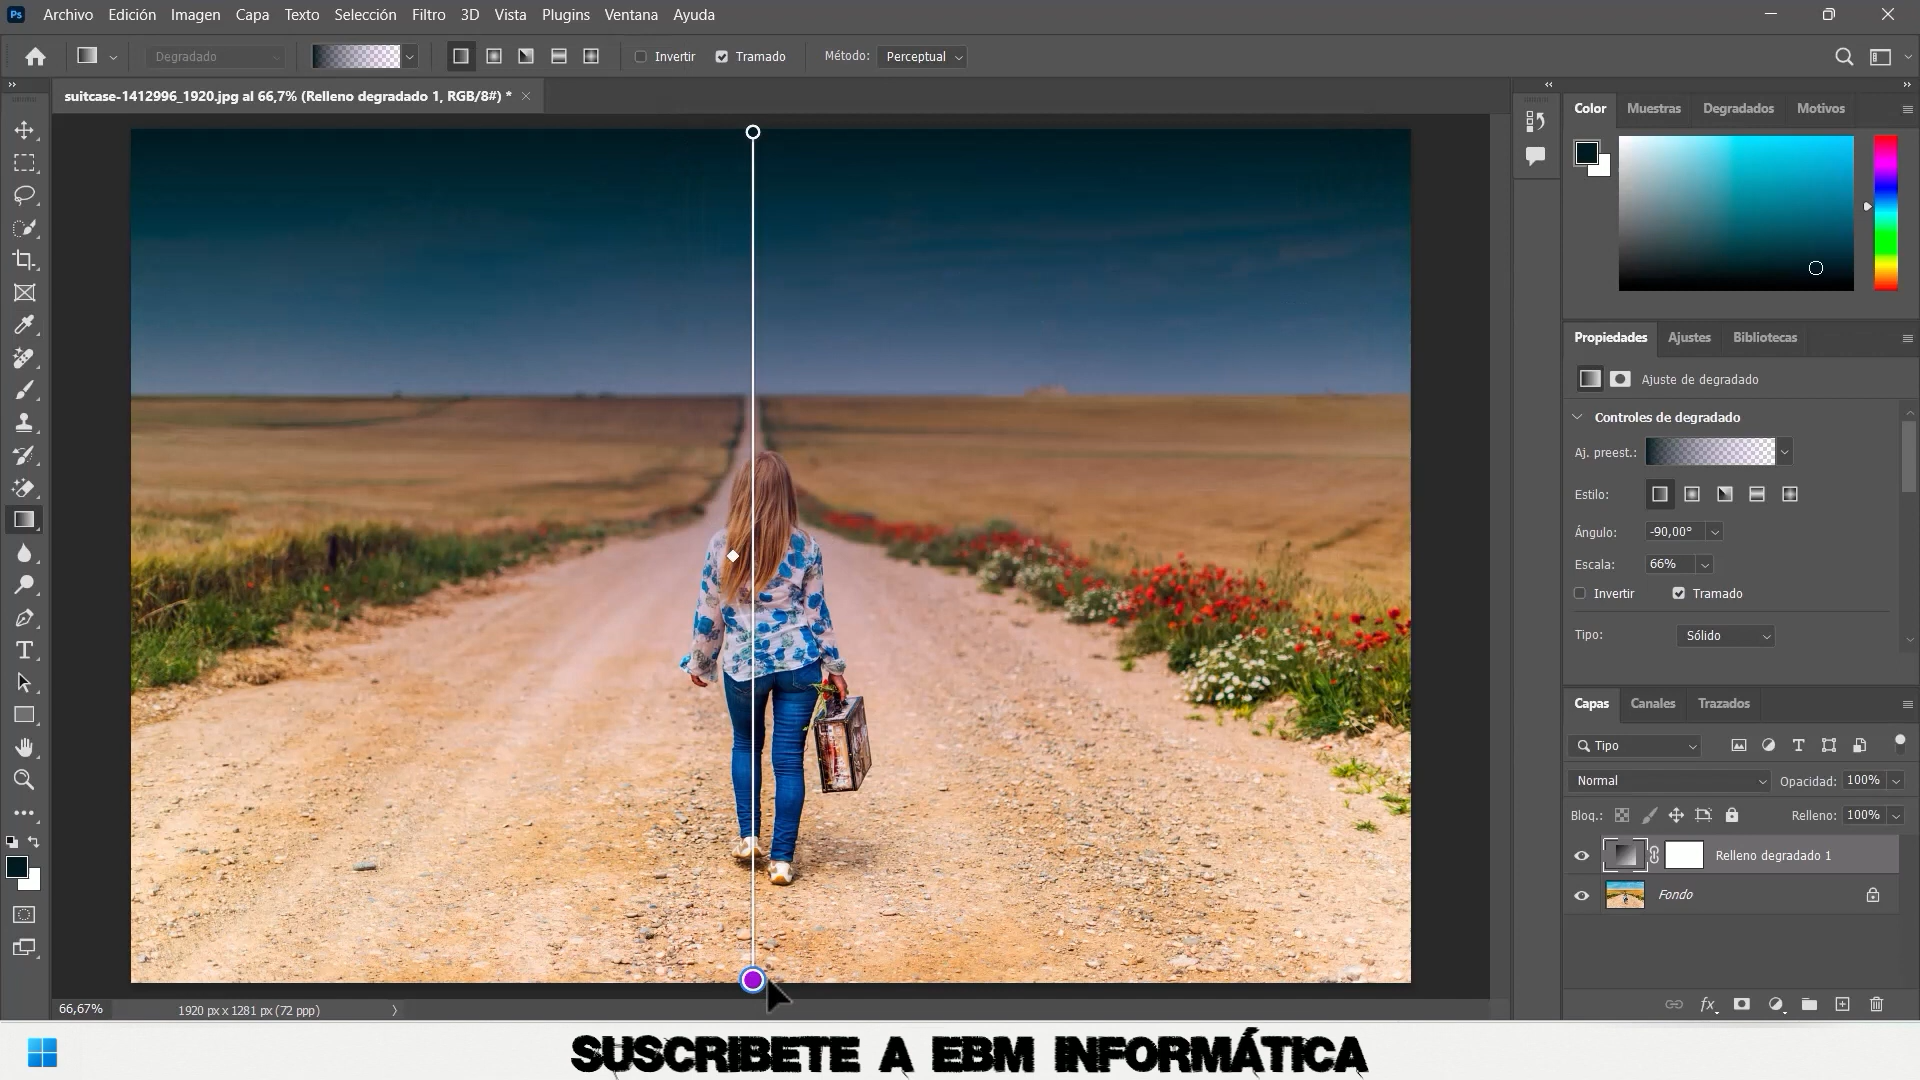 Ps Archivo Edición Imagen Capa Texto Selección Filtro 3D Vista Plugins Ventana Ayuda
Degradado Invertir Tramado Método: Perceptual
suitcase-1412996_1920.jpg al 66,7% (Relleno degradado 1, RGB/8#) *
Color Muestras Degradados Motivos
Propiedades Ajustes Bibliotecas
Ajuste de degradado
Controles de degradado
Aj. preest.:
Estilo:
Ángulo: -90,00°
Escala: 66%
Invertir Tramado
Tipo: Sólido
Capas Canales Trazados
Tipo
Normal Opacidad: 100%
Bloq.: Relleno: 100%
Relleno degradado 1
Fondo
66,67% 1920 px x 1281 px (72 ppp)
SUSCRIBETE A EBM INFORMÁTICA